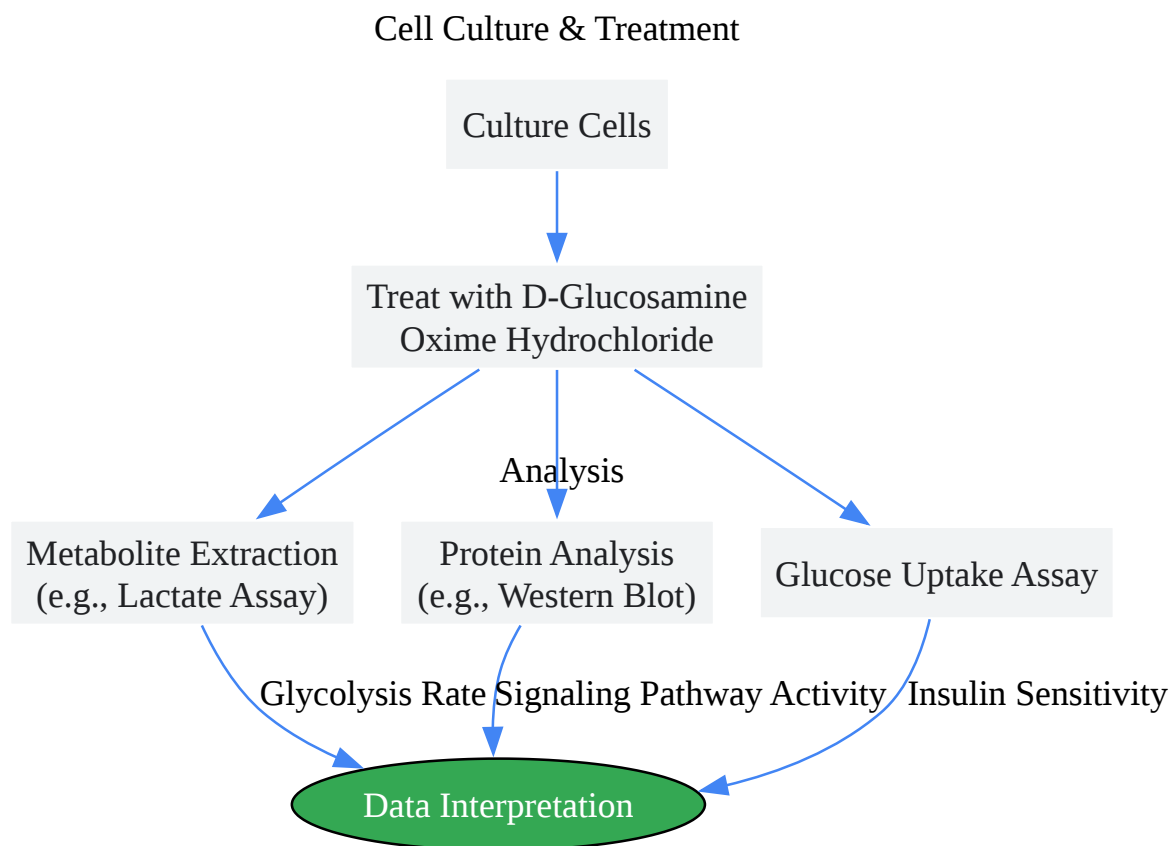 Cell Culture & Treatment
Culture Cells
Treat with D-Glucosamine
Oxime Hydrochloride
Analysis
Metabolite Extraction
(e.g., Lactate Assay)
Protein Analysis
(e.g., Western Blot)
Glucose Uptake Assay
Glycolysis Rate
Signaling Pathway Activity
Insulin Sensitivity
Data Interpretation